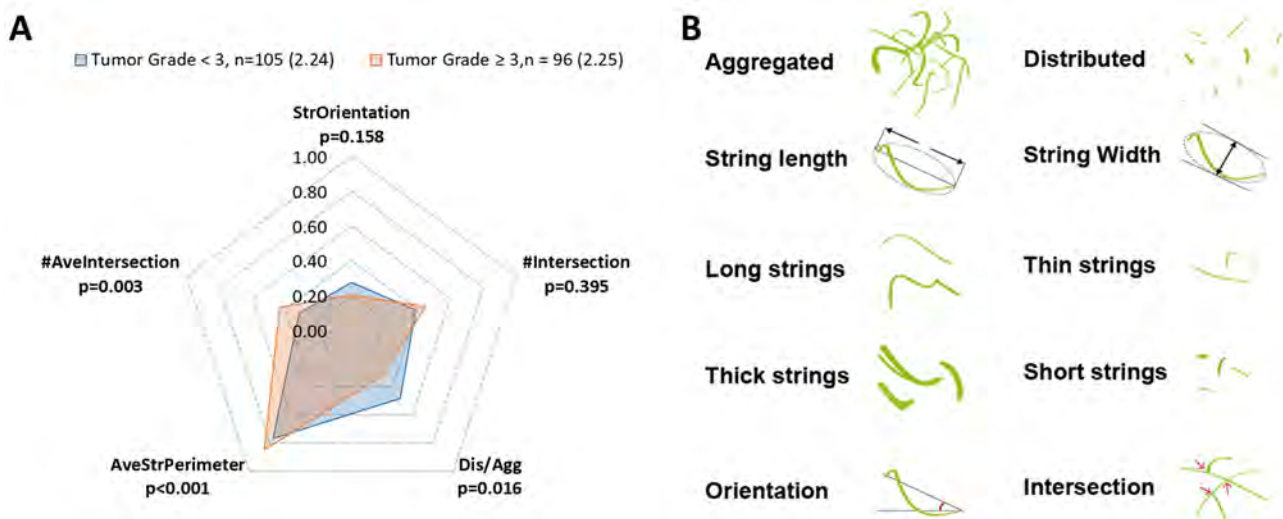 A
Tumor Grade < 3, n=105 (2.24)
Tumor Grade ≥ 3,n = 96 (2.25)
StrOrientation
p=0.158
1.00
0.80
0.60
0.40
0.20
0.00
#AveIntersection
p=0.003
#Intersection
p=0.395
AveStrPerimeter
p<0.001
Dis/Agg
p=0.016
B
Aggregated
Distributed
String length
String Width
Long strings
Thin strings
Thick strings
Short strings
Orientation
Intersection